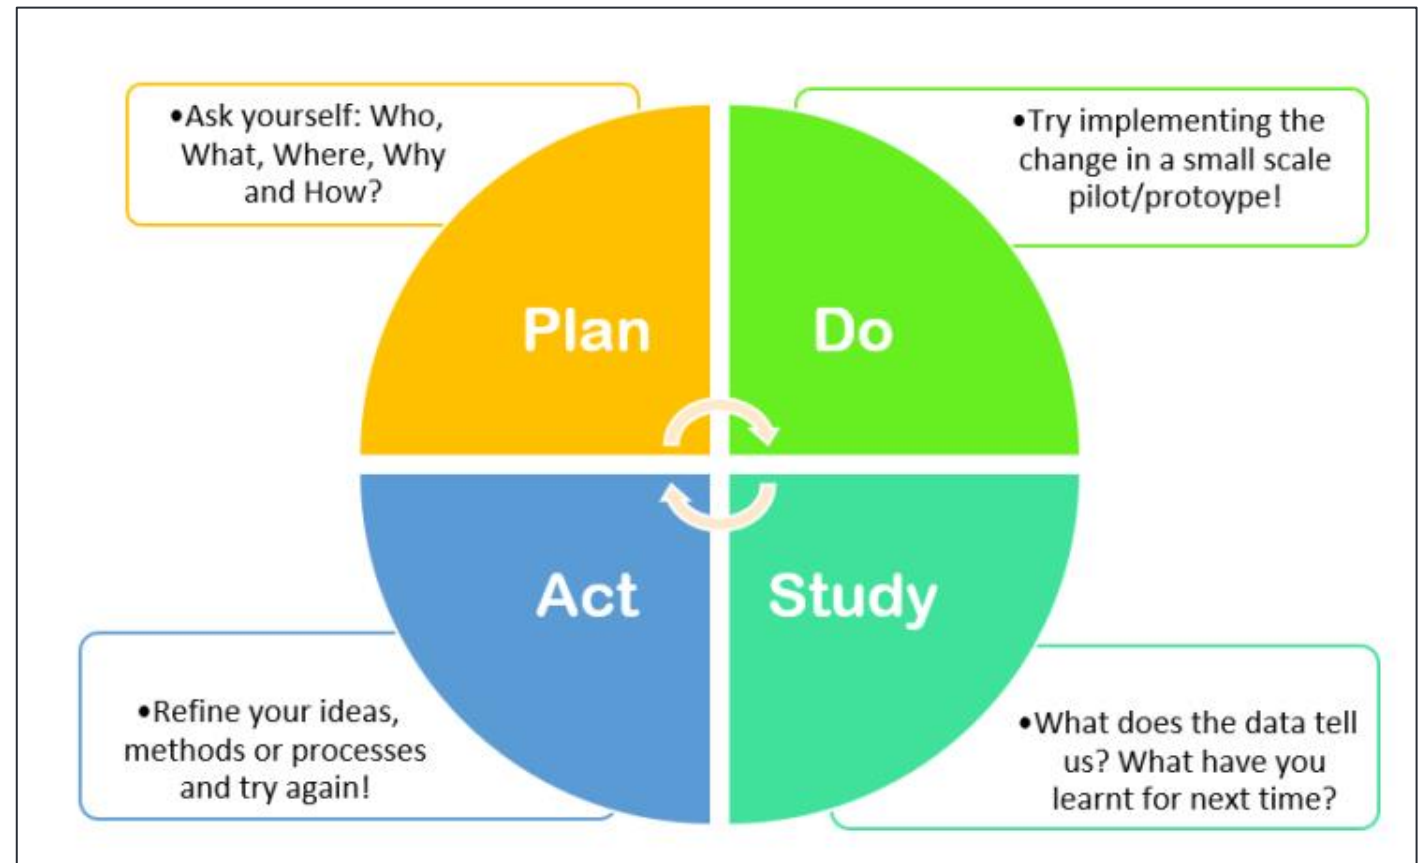 •Ask yourself: Who,
What, Where, Why
and How?
•Try implementing the
change in a small scale
pilot/protoype!
Plan
Do
Act
Study
•Refine your ideas,
methods or processes
and try again!
•What does the data tell
us? What have you
learnt for next time?